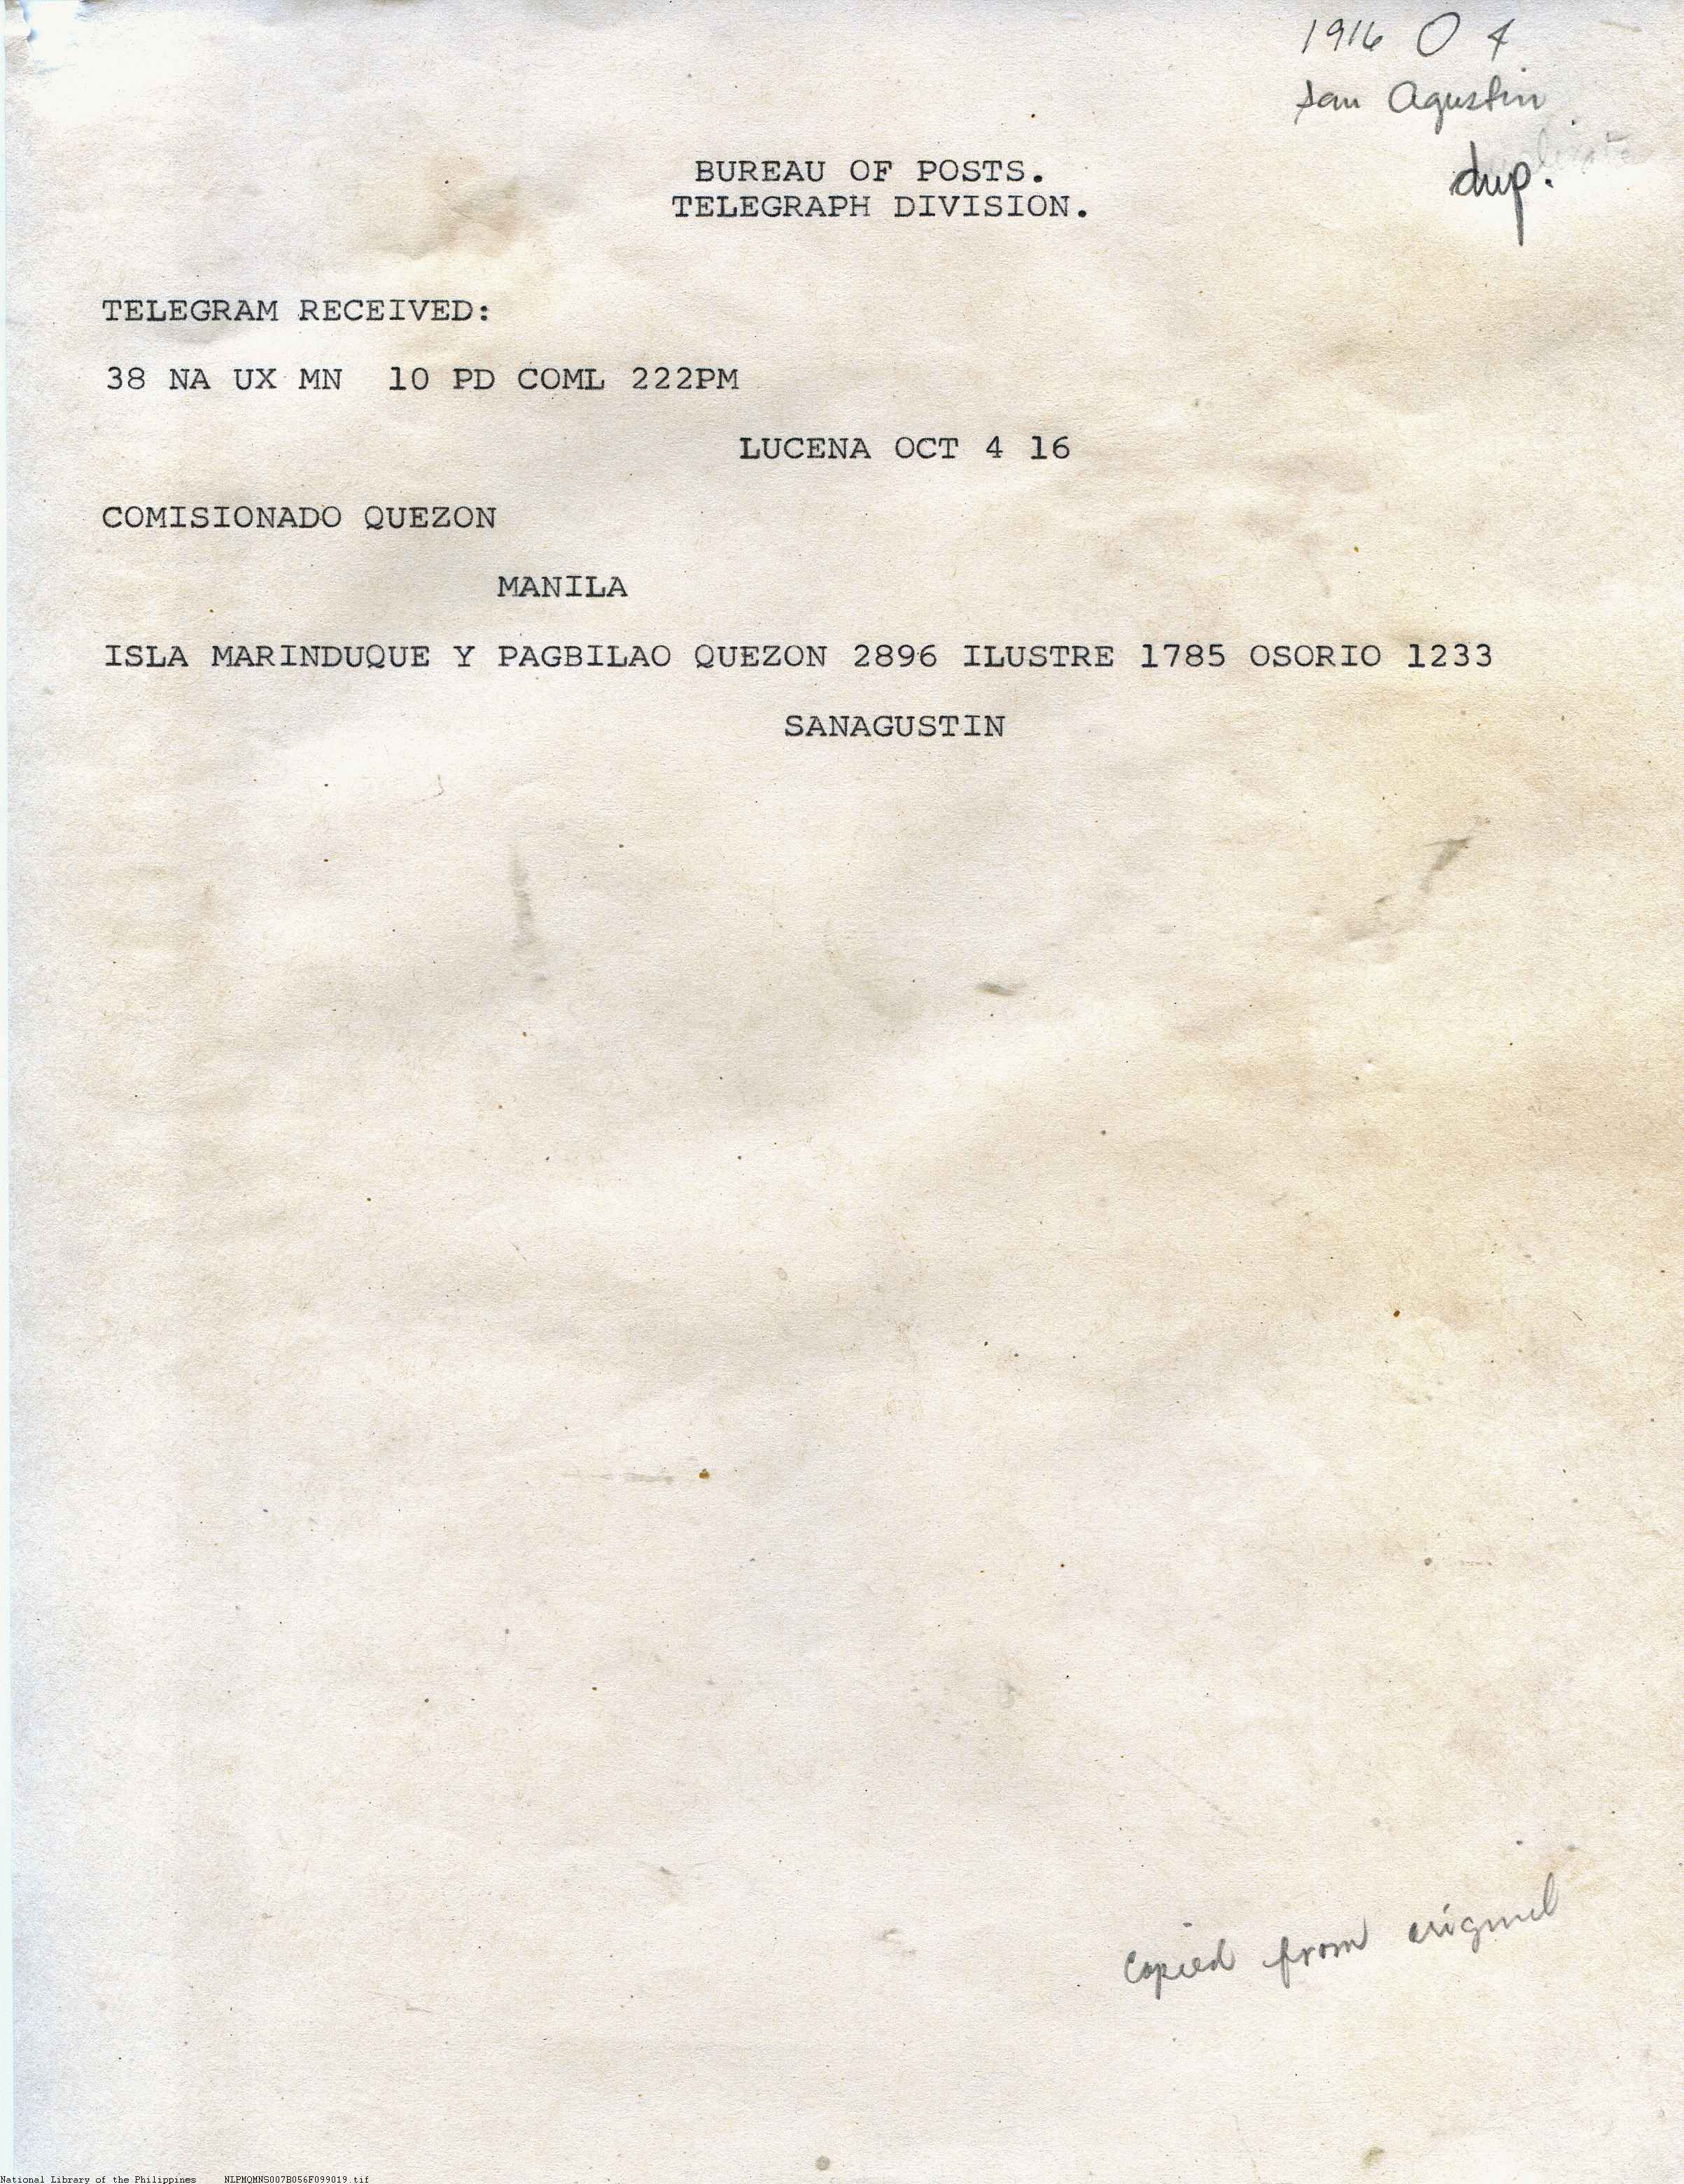 1916 O 4
San Agustin
dup.
BUREAU OF POSTS.
TELEGRAPH DIVISION.
TELEGRAM RECEIVED:
38 NA UX MN 10 PD COML 222PM
LUCENA OCT 4 16
COMISIONADO QUEZON
MANILA
ISLA MARINDUQUE Y PAGBILAO QUEZON 2896 ILUSTRE 1785 OSORIO 1233
SANAGUSTIN
Copied from original
National Library of the Philippines NLPMQMNS007B056F099019.tif